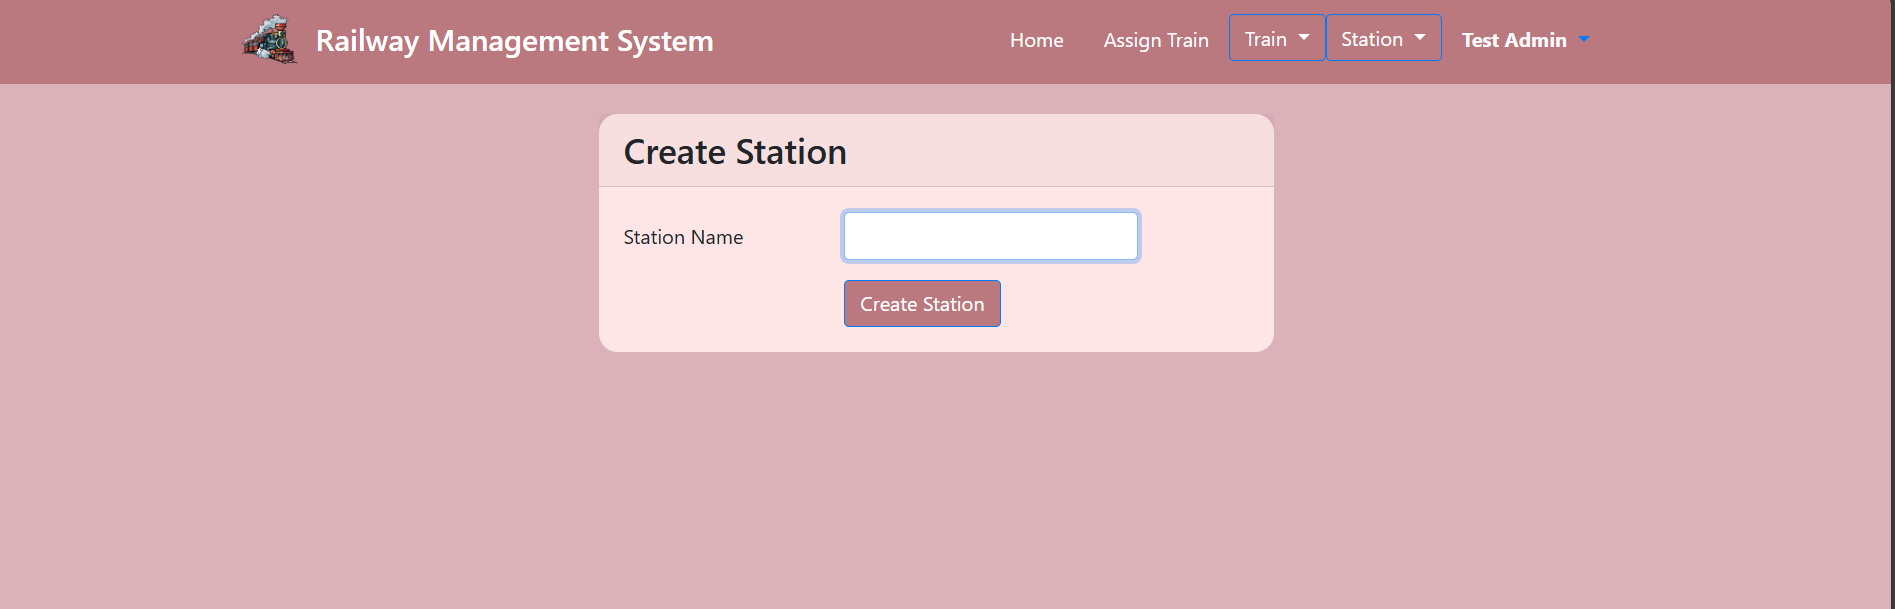 Railway Management System Home Assign Train Train Station Test Admin
Create Station
Station Name
Create Station